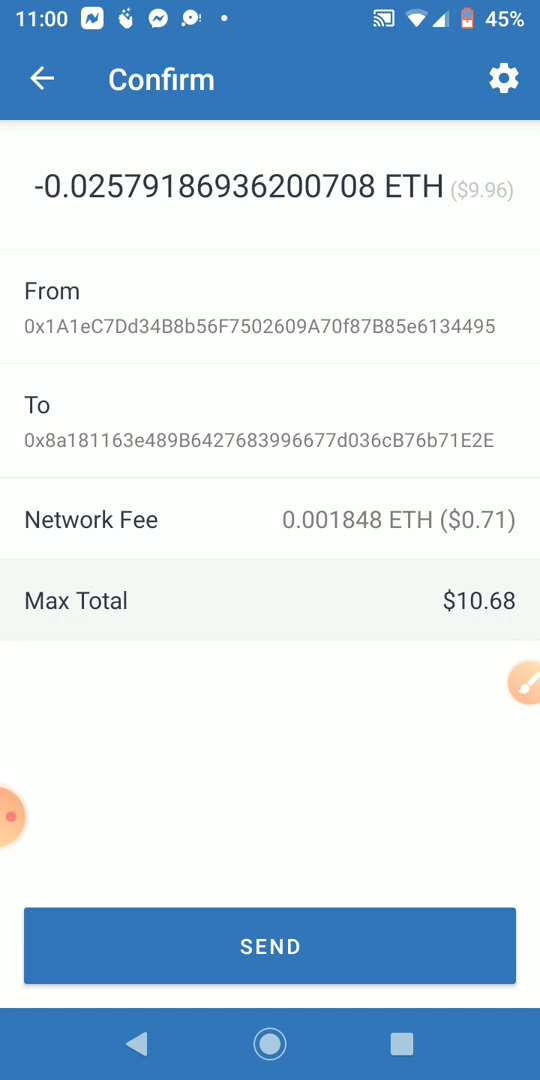 11:00 45%
Confirm
-0.02579186936200708 ETH ($9.96)
From
0x1A1eC7Dd34B8b56F7502609A70f87B85e6134495
To
0x8a181163e489B6427683996677d036cB76b71E2E
Network Fee 0.001848 ETH ($0.71)
Max Total $10.68
SEND